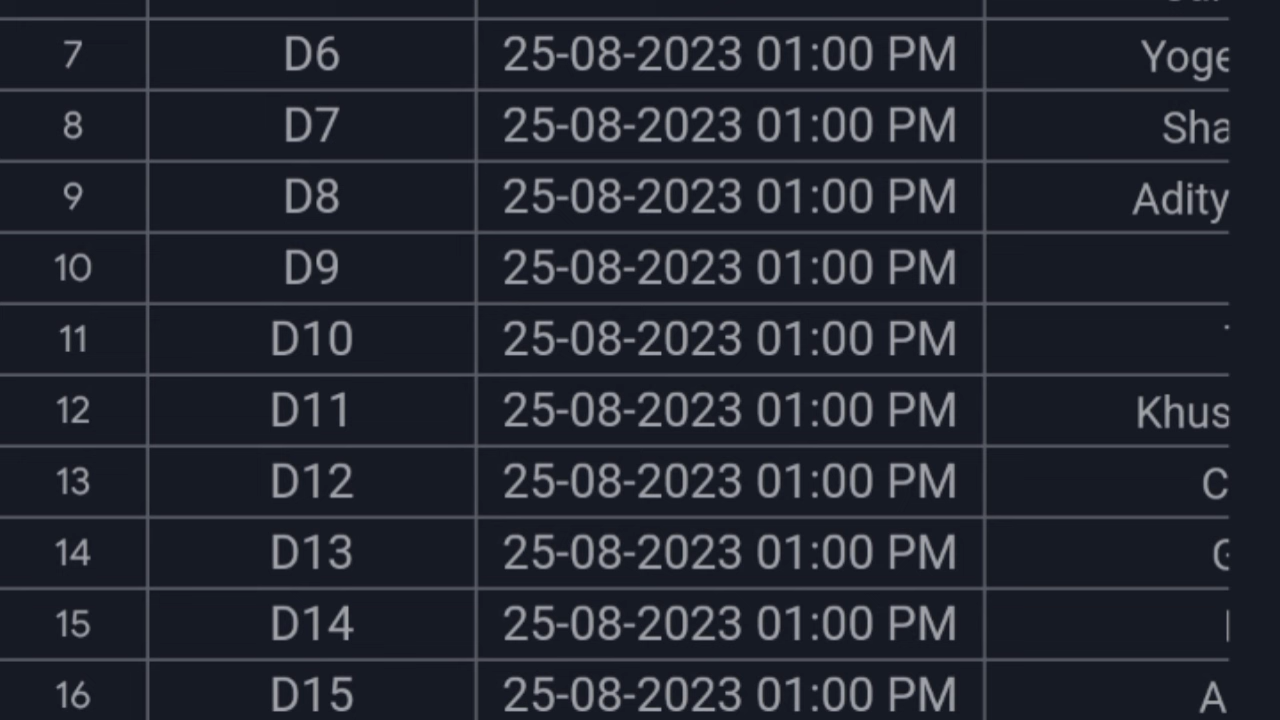 7 D6 25-08-2023 01:00 PM Yoge
8 D7 25-08-2023 01:00 PM Sha
9 D8 25-08-2023 01:00 PM Adity
10 D9 25-08-2023 01:00 PM
11 D10 25-08-2023 01:00 PM
12 D11 25-08-2023 01:00 PM Khus
13 D12 25-08-2023 01:00 PM C
14 D13 25-08-2023 01:00 PM
15 D14 25-08-2023 01:00 PM
16 D15 25-08-2023 01:00 PM A